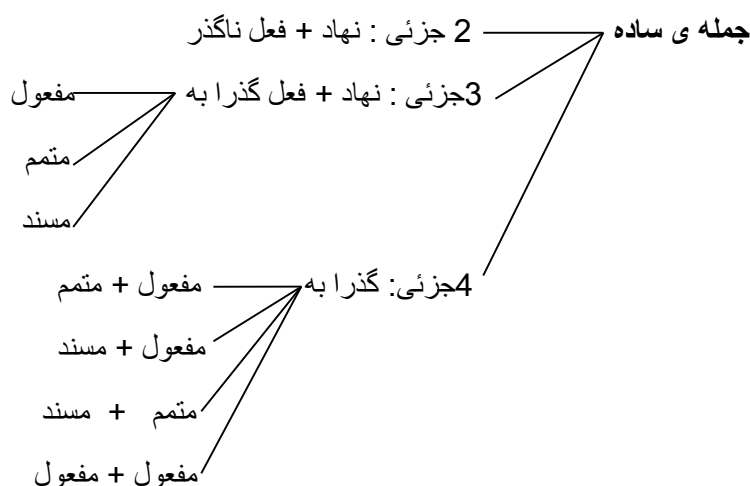 جمله ی ساده
2 جزئی : نهاد + فعل ناگذر
3جزئی : نهاد + فعل گذرا به
مفعول
متمم
مسند
4جزئی: گذرا به
مفعول + متمم
مفعول + مسند
متمم + مسند
مفعول + مفعول